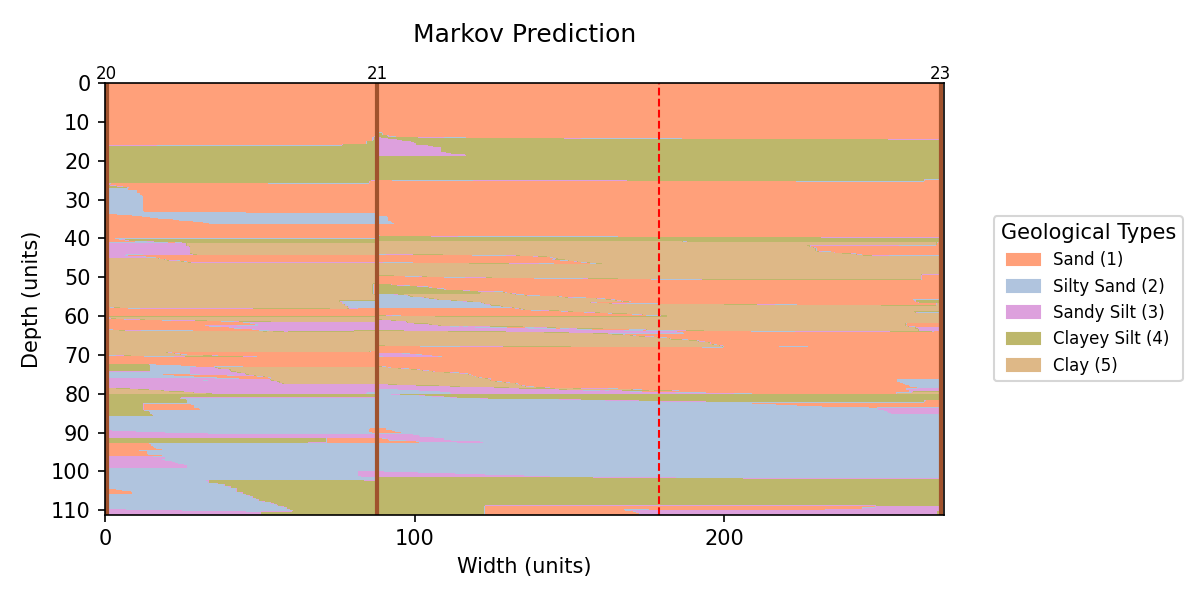 Markov Prediction
20 21 23
0
10
20
30
40
50
60
70
80
90
100
110
Depth (units)
0 100 200
Width (units)
Geological Types
Sand (1)
Silty Sand (2)
Sandy Silt (3)
Clayey Silt (4)
Clay (5)